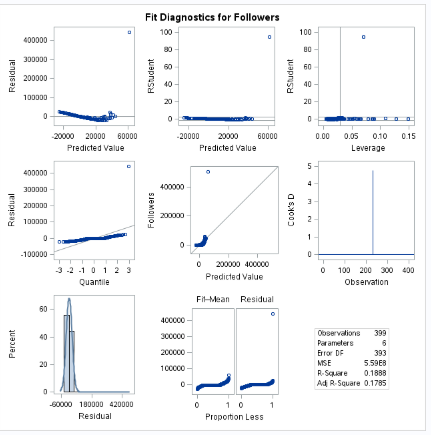 Fit Diagnostics for Followers
Residual
400000
300000
200000
100000
0
-20000 20000 60000
Predicted Value
RStudent
100
80
60
40
20
0
-20000 20000 60000
Predicted Value
RStudent
100
80
60
40
20
0
0.00 0.05 0.10 0.15
Leverage
Residual
400000
300000
200000
100000
0
-100000
-3 -2 -1 0 1 2 3
Quantile
Followers
400000
200000
0
0 200000 400000
Predicted Value
Cook's D
5
4
3
2
1
0
0 100 200 300 400
Observation
Percent
60
40
20
0
-60000 180000 420000
Residual
Fit–Mean Residual
400000
300000
200000
100000
0
0 1 0 1
Proportion Less
Observations 399
Parameters 6
Error DF 393
MSE 5.59E8
R-Square 0.1888
Adj R-Square 0.1785